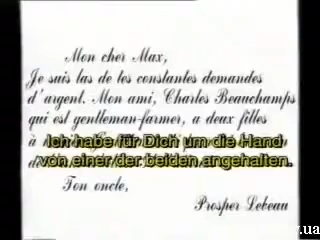 Mon cher Max,
Je suis las de tes constantes demandes
d'argent. Mon ami, Charles Beauchamps
qui est gentleman-farmer, a deux filles
à
Ich habe für Dich um die Hand
von einer der beiden angehalten.
Ton oncle,
Prosper Lebeau
.ua